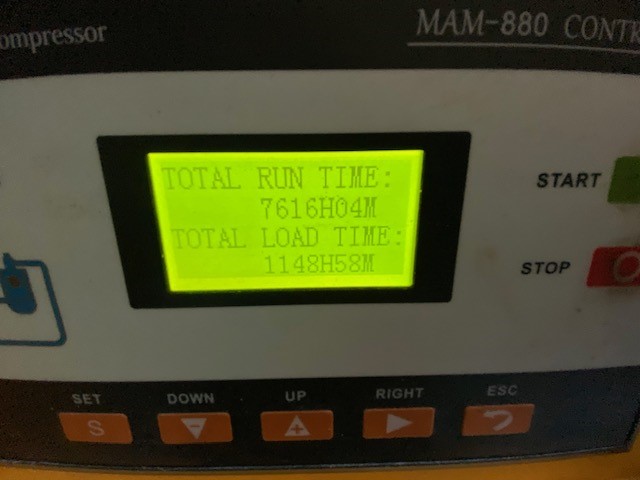 ompressor
MAM-880 CONTR
TOTAL RUN TIME:
7616H04M
TOTAL LOAD TIME:
1148H58M
START
STOP
SET
DOWN
UP
RIGHT
ESC
S